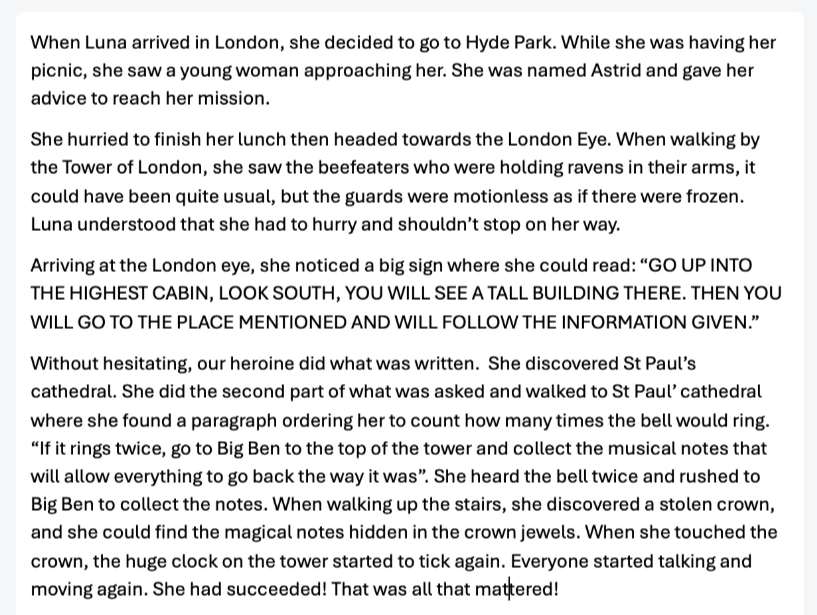 When Luna arrived in London, she decided to go to Hyde Park. While she was having her
picnic, she saw a young woman approaching her. She was named Astrid and gave her
advice to reach her mission.
She hurried to finish her lunch then headed towards the London Eye. When walking by
the Tower of London, she saw the beefeaters who were holding ravens in their arms, it
could have been quite usual, but the guards were motionless as if there were frozen.
Luna understood that she had to hurry and shouldn’t stop on her way.
Arriving at the London eye, she noticed a big sign where she could read: “GO UP INTO
THE HIGHEST CABIN, LOOK SOUTH, YOU WILL SEE A TALL BUILDING THERE. THEN YOU
WILL GO TO THE PLACE MENTIONED AND WILL FOLLOW THE INFORMATION GIVEN.”
Without hesitating, our heroine did what was written.  She discovered St Paul’s
cathedral. She did the second part of what was asked and walked to St Paul’ cathedral
where she found a paragraph ordering her to count how many times the bell would ring.
“If it rings twice, go to Big Ben to the top of the tower and collect the musical notes that
will allow everything to go back the way it was”. She heard the bell twice and rushed to
Big Ben to collect the notes. When walking up the stairs, she discovered a stolen crown,
and she could find the magical notes hidden in the crown jewels. When she touched the
crown, the huge clock on the tower started to tick again. Everyone started talking and
moving again. She had succeeded! That was all that mattered!